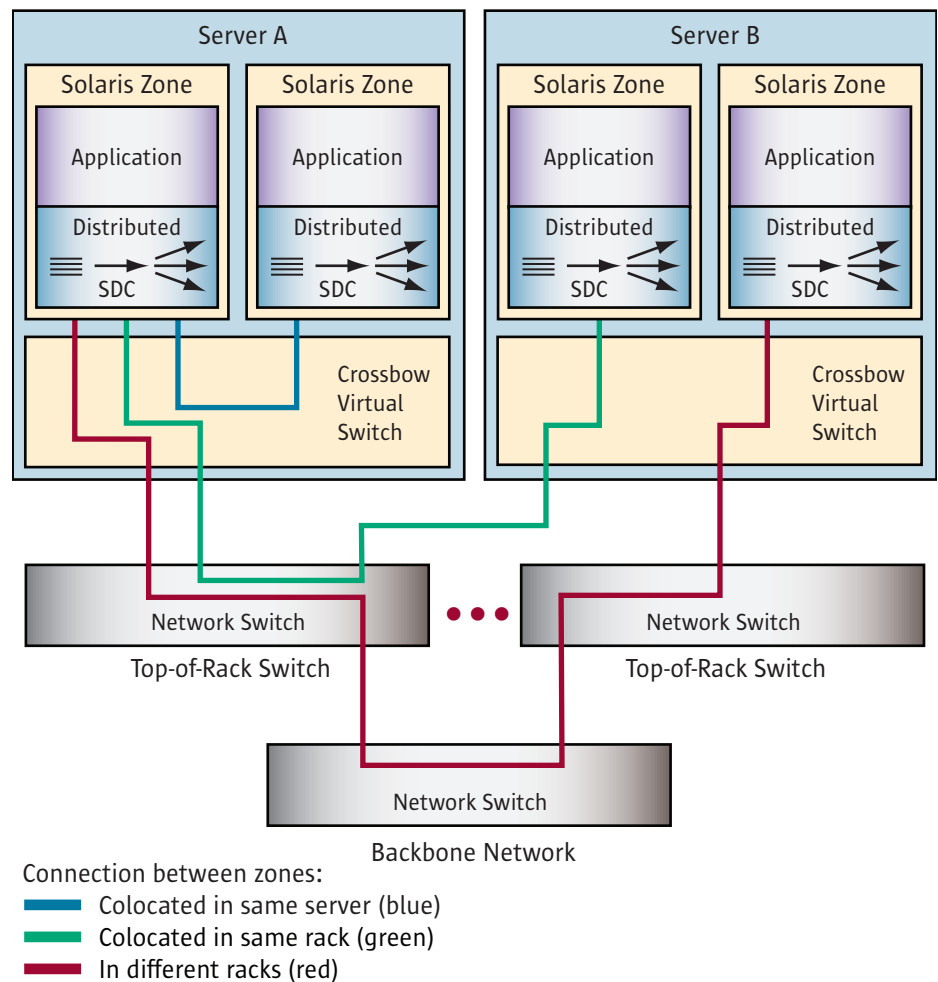 Server A
Solaris Zone
Application
Distributed
SDC
Solaris Zone
Application
Distributed
SDC
Crossbow
Virtual
Switch
Server B
Solaris Zone
Application
Distributed
SDC
Solaris Zone
Application
Distributed
SDC
Crossbow
Virtual
Switch
Network Switch
Top-of-Rack Switch
Network Switch
Top-of-Rack Switch
Network Switch
Backbone Network
Connection between zones:
Colocated in same server (blue)
Colocated in same rack (green)
In different racks (red)